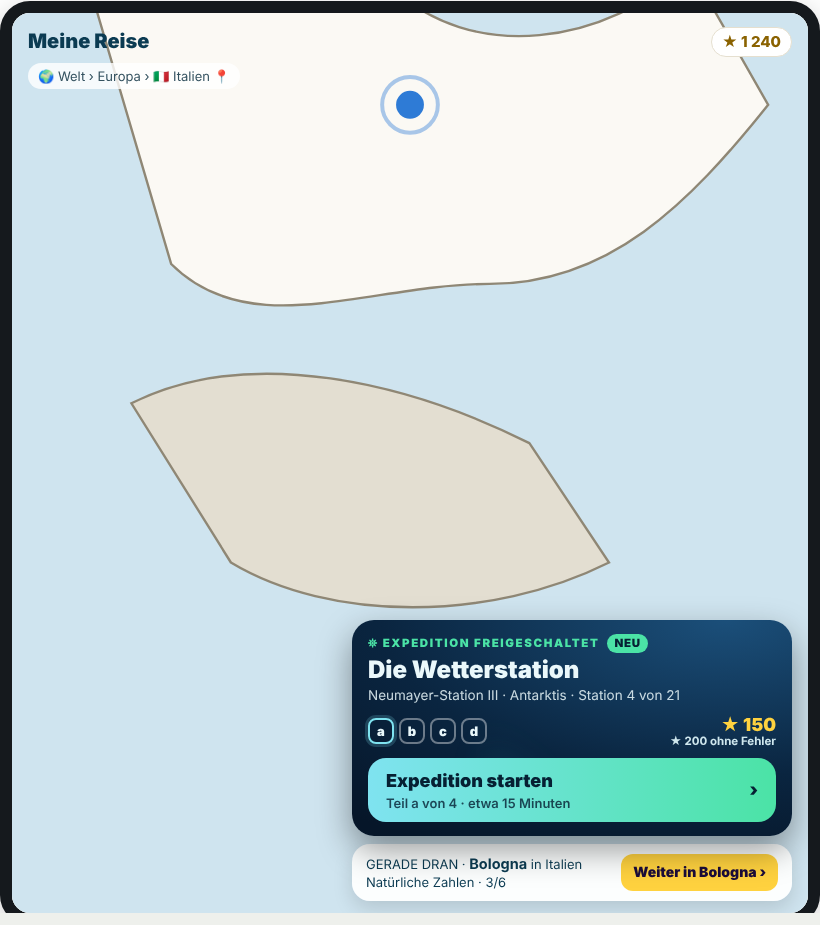 Meine Reise
★ 1 240
🌍 Welt › Europa › 🇮🇹 Italien 📍
❊ EXPEDITION FREIGESCHALTET NEU
Die Wetterstation
Neumayer-Station III · Antarktis · Station 4 von 21
a b c d
★ 150
★ 200 ohne Fehler
Expedition starten ›
Teil a von 4 · etwa 15 Minuten
GERADE DRAN · Bologna in Italien
Natürliche Zahlen · 3/6
Weiter in Bologna ›